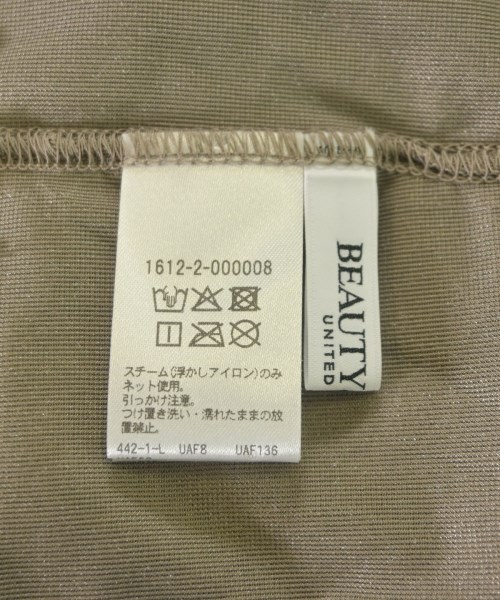 1612-2-000008
スチーム(浮かしアイロン)のみ
ネット使用。
引っかけ注意。
つけ置き洗い・濡れたままの放
置禁止。
442-1-L UAF8 UAF136
BEAUTY
UNITED